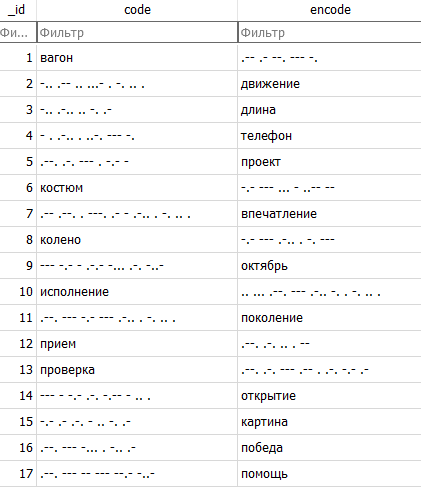 _id code encode
Фи... Фильтр Фильтр
1 вагон .-- .- --. --- -.
2 -.. .-- .. ...- . -. .. . движение
3 -.. .-.. .. -. .- длина
4 - . .-.. . ..-. --- -. телефон
5 .--. .-. --- . -.- - проект
6 костюм -.- --- ... - ..-- --
7 .-- .--. . ---. .- - .-.. . -. .. . впечатление
8 колено -.- --- .-.. . -. ---
9 --- -.- - .-.- -... .-. -..- октябрь
10 исполнение .. ... .--. --- .-.. -. . -. .. .
11 .--. --- -.- --- .-.. . -. .. . поколение
12 прием .--. .-. .. . --
13 проверка .--. .-. --- .-- . .-. -.- .-
14 --- - -.- .-. -.-- - .. . открытие
15 -.- .- .-. - .. -. .- картина
16 .--. --- -... . -.. .- победа
17 .--. --- -- --- --.- -..- помощь